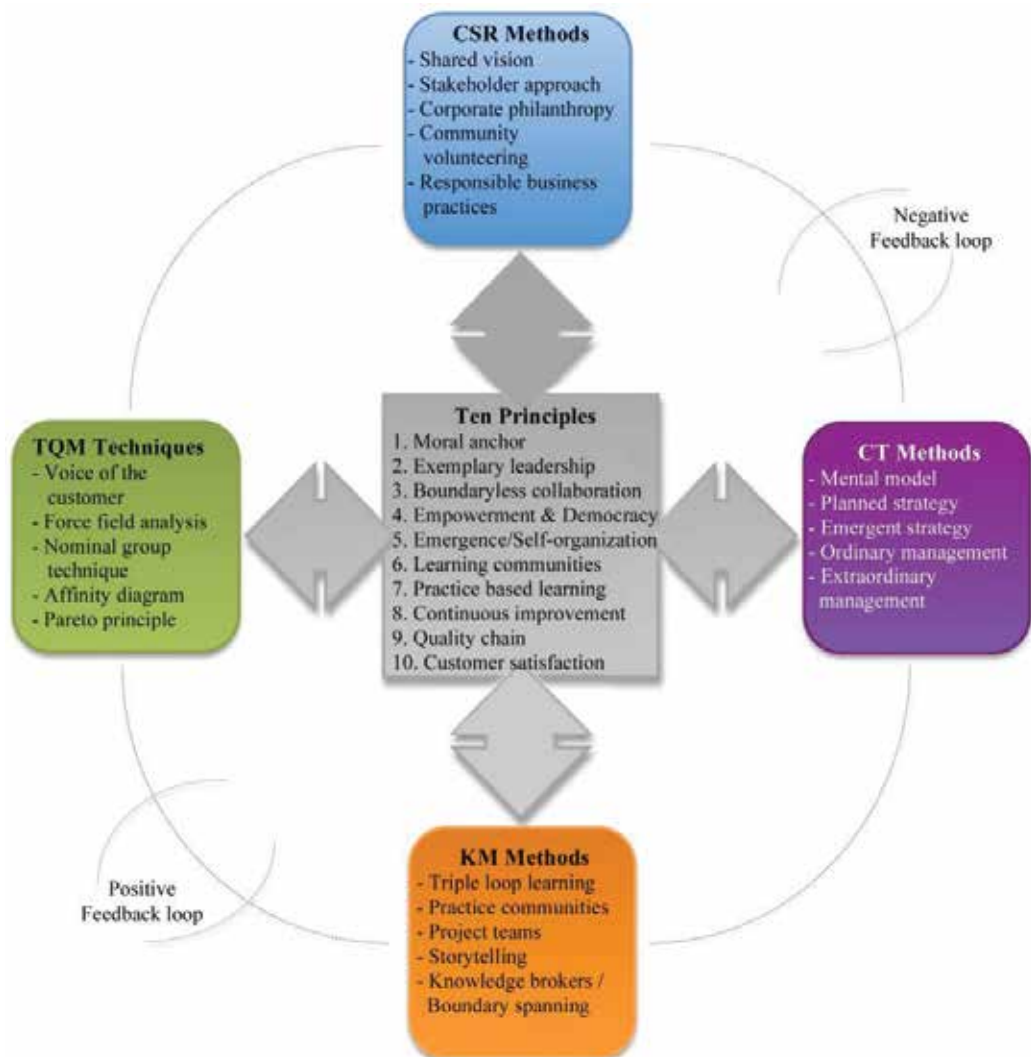 CSR Methods
- Shared vision
- Stakeholder approach
- Corporate philanthropy
- Community
volunteering
- Responsible business
practices
Negative
Feedback loop
TQM Techniques
- Voice of the
customer
- Force field analysis
- Nominal group
technique
- Affinity diagram
- Pareto principle
Ten Principles
1. Moral anchor
2. Exemplary leadership
3. Boundaryless collaboration
4. Empowerment & Democracy
5. Emergence/Self-organization
6. Learning communities
7. Practice based learning
8. Continuous improvement
9. Quality chain
10. Customer satisfaction
CT Methods
- Mental model
- Planned strategy
- Emergent strategy
- Ordinary management
- Extraordinary
management
Positive
Feedback loop
KM Methods
- Triple loop learning
- Practice communities
- Project teams
- Storytelling
- Knowledge brokers /
Boundary spanning